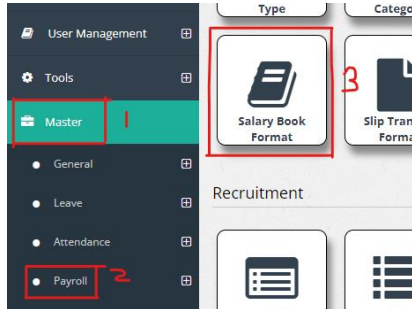 User Management
Tools
Master 1
General
Leave
Attendance
Payroll 2
Type
Catego
Salary Book
Format
3
Slip Tran
Forma
Recruitment